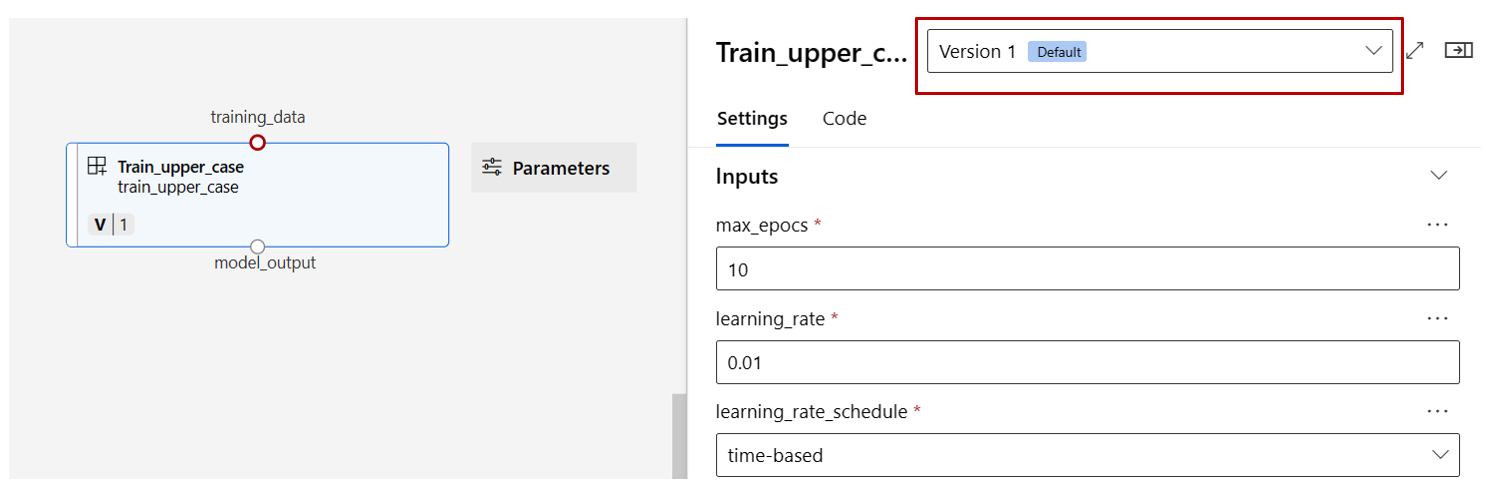 training_data
Train_upper_case
train_upper_case
V 1
model_output
Parameters
Train_upper_c...
Version 1 Default
Settings Code
Inputs
max_epocs *
10
learning_rate *
0.01
learning_rate_schedule *
time-based